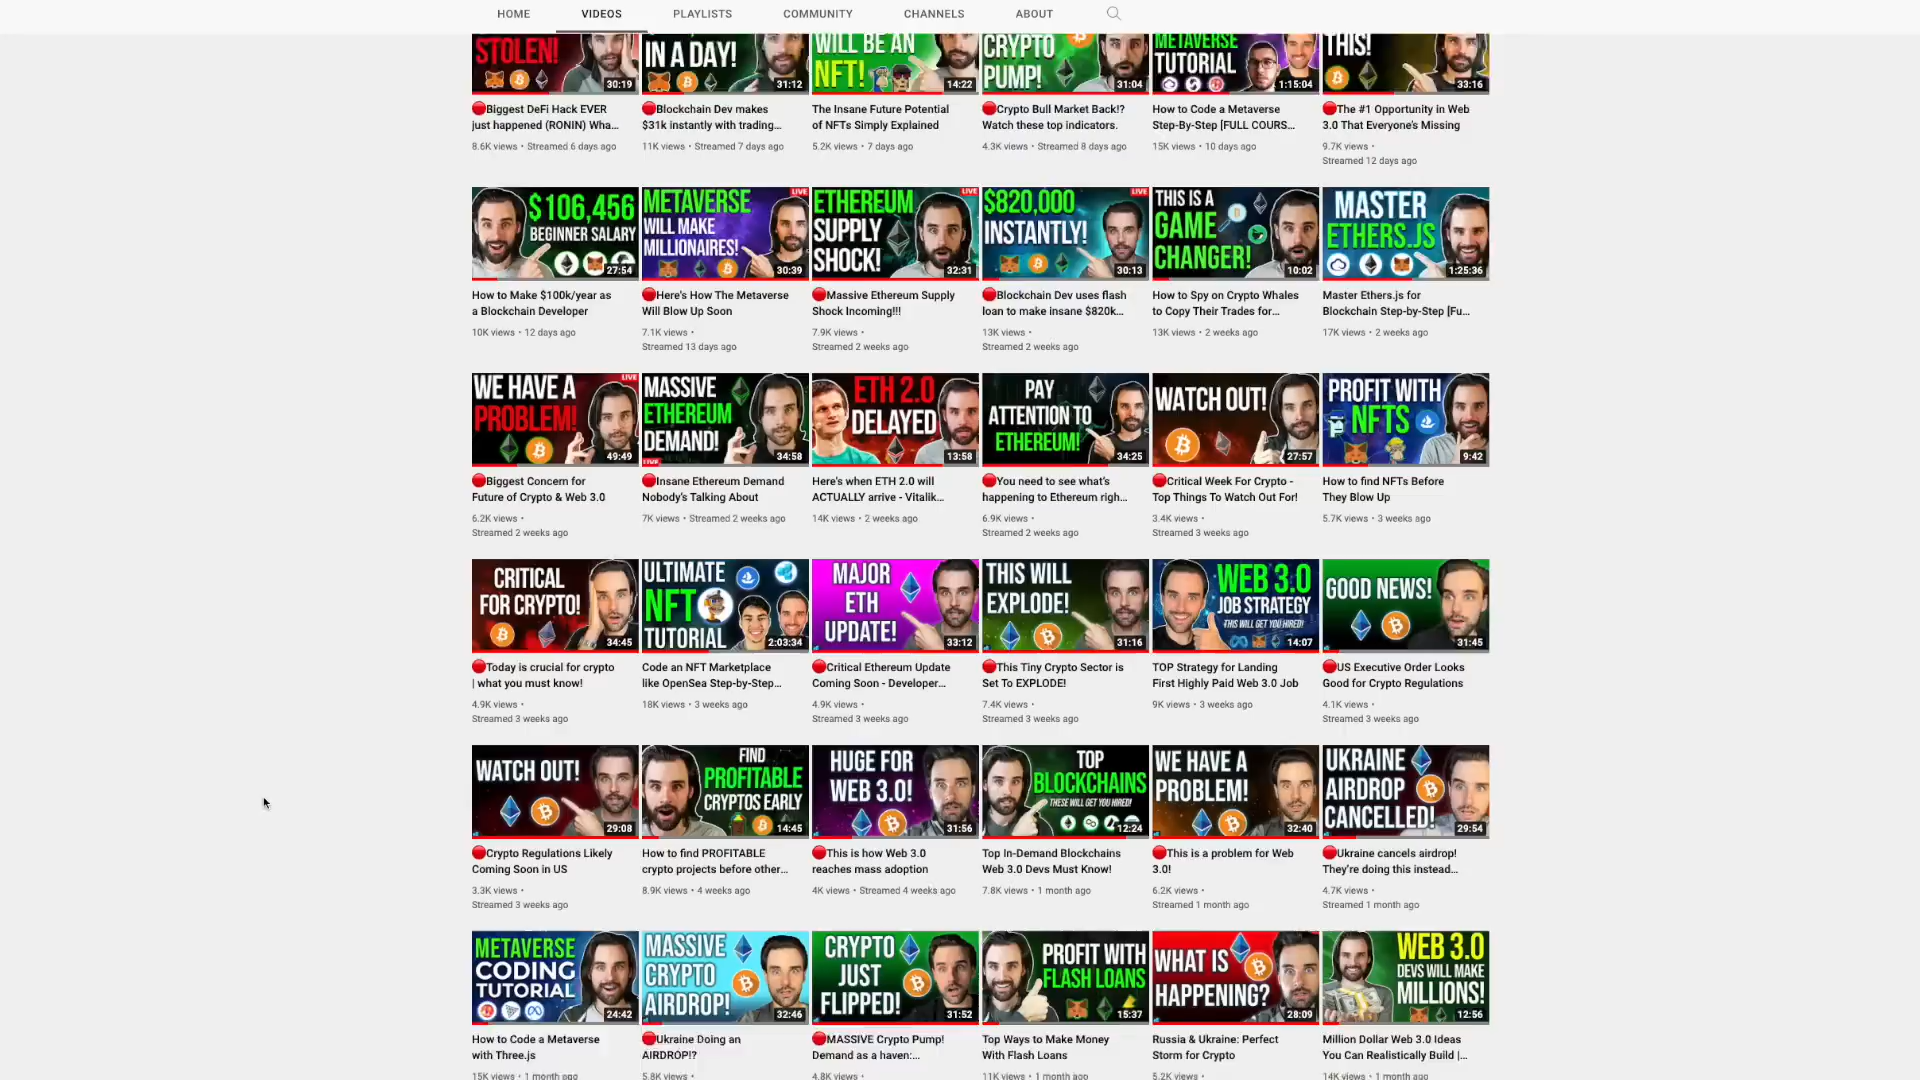 HOME VIDEOS PLAYLISTS COMMUNITY CHANNELS ABOUT
STOLEN!
30:19
🔴Biggest DeFi Hack EVER
just happened (RONIN) Wha...
8.6K views • Streamed 6 days ago
IN A DAY!
31:12
🔴Blockchain Dev makes
$31k instantly with trading...
11K views • Streamed 7 days ago
WILL BE AN
NFT!
14:22
The Insane Future Potential
of NFTs Simply Explained
5.2K views • 7 days ago
CRYPTO
PUMP!
31:04
🔴Crypto Bull Market Back!?
Watch these top indicators.
4.3K views • Streamed 8 days ago
METAVERSE
TUTORIAL
1:15:04
How to Code a Metaverse
Step-By-Step [FULL COURS...
15K views • 10 days ago
THIS!
33:16
🔴The #1 Opportunity in Web
3.0 That Everyone's Missing
9.7K views •
Streamed 12 days ago
$106,456
BEGINNER SALARY
27:54
How to Make $100k/year as
a Blockchain Developer
10K views • 12 days ago
LIVE
METAVERSE
WILL MAKE
MILLIONAIRES!
30:39
🔴Here's How The Metaverse
Will Blow Up Soon
7.1K views •
Streamed 13 days ago
LIVE
ETHEREUM
SUPPLY
SHOCK!
32:31
🔴Massive Ethereum Supply
Shock Incoming!!!
7.9K views •
Streamed 2 weeks ago
LIVE
$820,000
INSTANTLY!
30:13
🔴Blockchain Dev uses flash
loan to make insane $820k...
13K views •
Streamed 2 weeks ago
THIS IS A
GAME
CHANGER!
10:02
How to Spy on Crypto Whales
to Copy Their Trades for...
13K views • 2 weeks ago
MASTER
ETHERS.JS
1:25:36
Master Ethers.js for
Blockchain Step-by-Step [Fu...
17K views • 2 weeks ago
LIVE
WE HAVE A
PROBLEM!
49:49
🔴Biggest Concern for
Future of Crypto & Web 3.0
6.2K views •
Streamed 2 weeks ago
MASSIVE
ETHEREUM
DEMAND!
LIVE
34:58
🔴Insane Ethereum Demand
Nobody's Talking About
7K views • Streamed 2 weeks ago
ETH 2.0
DELAYED
13:58
Here's when ETH 2.0 will
ACTUALLY arrive - Vitalik...
14K views • 2 weeks ago
PAY
ATTENTION TO
ETHEREUM!
34:25
🔴You need to see what's
happening to Ethereum righ...
6.9K views •
Streamed 2 weeks ago
WATCH OUT!
27:57
🔴Critical Week For Crypto -
Top Things To Watch Out For!
3.4K views •
Streamed 3 weeks ago
PROFIT WITH
NFTS
9:42
How to find NFTs Before
They Blow Up
5.7K views • 3 weeks ago
CRITICAL
FOR CRYPTO!
34:45
🔴Today is crucial for crypto
| what you must know!
4.9K views •
Streamed 3 weeks ago
ULTIMATE
NFT
TUTORIAL
2:03:34
Code an NFT Marketplace
like OpenSea Step-by-Step...
18K views • 3 weeks ago
MAJOR
ETH
UPDATE!
33:12
🔴Critical Ethereum Update
Coming Soon - Developer...
4.9K views •
Streamed 3 weeks ago
THIS WILL
EXPLODE!
31:16
🔴This Tiny Crypto Sector is
Set To EXPLODE!
7.4K views •
Streamed 3 weeks ago
WEB 3.0
JOB STRATEGY
THIS WILL GET YOU HIRED!
14:07
TOP Strategy for Landing
First Highly Paid Web 3.0 Job
9K views • 3 weeks ago
GOOD NEWS!
31:45
🔴US Executive Order Looks
Good for Crypto Regulations
4.1K views •
Streamed 3 weeks ago
WATCH OUT!
29:08
🔴Crypto Regulations Likely
Coming Soon in US
3.3K views •
Streamed 3 weeks ago
FIND
PROFITABLE
CRYPTOS EARLY
14:45
How to find PROFITABLE
crypto projects before other...
8.9K views • 4 weeks ago
HUGE FOR
WEB 3.0!
31:56
🔴This is how Web 3.0
reaches mass adoption
4K views • Streamed 4 weeks ago
TOP
BLOCKCHAINS
THESE WILL GET YOU HIRED!
12:24
Top In-Demand Blockchains
Web 3.0 Devs Must Know!
7.8K views • 1 month ago
WE HAVE A
PROBLEM!
32:40
🔴This is a problem for Web
3.0!
6.2K views •
Streamed 1 month ago
UKRAINE
AIRDROP
CANCELLED!
29:54
🔴Ukraine cancels airdrop!
They're doing this instead...
4.7K views •
Streamed 1 month ago
METAVERSE
CODING
TUTORIAL
24:42
How to Code a Metaverse
with Three.js
15K views • 1 month ago
MASSIVE
CRYPTO
AIRDROP!
32:46
🔴Ukraine Doing an
AIRDROP!?
5.8K views •
CRYPTO
JUST
FLIPPED!
31:52
🔴MASSIVE Crypto Pump!
Demand as a haven:...
4.8K views •
PROFIT WITH
FLASH LOANS
15:37
Top Ways to Make Money
With Flash Loans
11K views • 1 month ago
WHAT IS
HAPPENING?
28:09
Russia & Ukraine: Perfect
Storm for Crypto
5.2K views •
WEB 3.0
DEVS WILL MAKE
MILLIONS!
12:56
Million Dollar Web 3.0 Ideas
You Can Realistically Build |...
14K views • 1 month ago